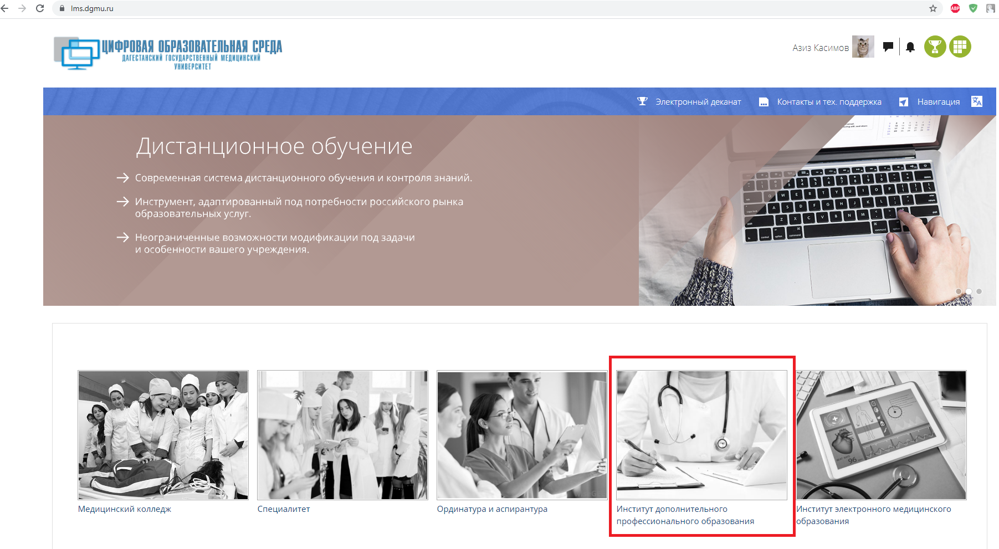 lms.dgmu.ru
ABP
ЦИФРОВАЯ ОБРАЗОВАТЕЛЬНАЯ СРЕДА
ДАГЕСТАНСКИЙ ГОСУДАРСТВЕННЫЙ МЕДИЦИНСКИЙ
УНИВЕРСИТЕТ
Азиз Касимов
Электронный деканат
Контакты и тех. поддержка
Навигация
Дистанционное обучение
Современная система дистанционного обучения и контроля знаний.
Инструмент, адаптированный под потребности российского рынка
образовательных услуг.
Неограниченные возможности модификации под задачи
и особенности вашего учреждения.
Медицинский колледж
Специалитет
Ординатура и аспирантура
Институт дополнительного
профессионального образования
Институт электронного медицинского
образования